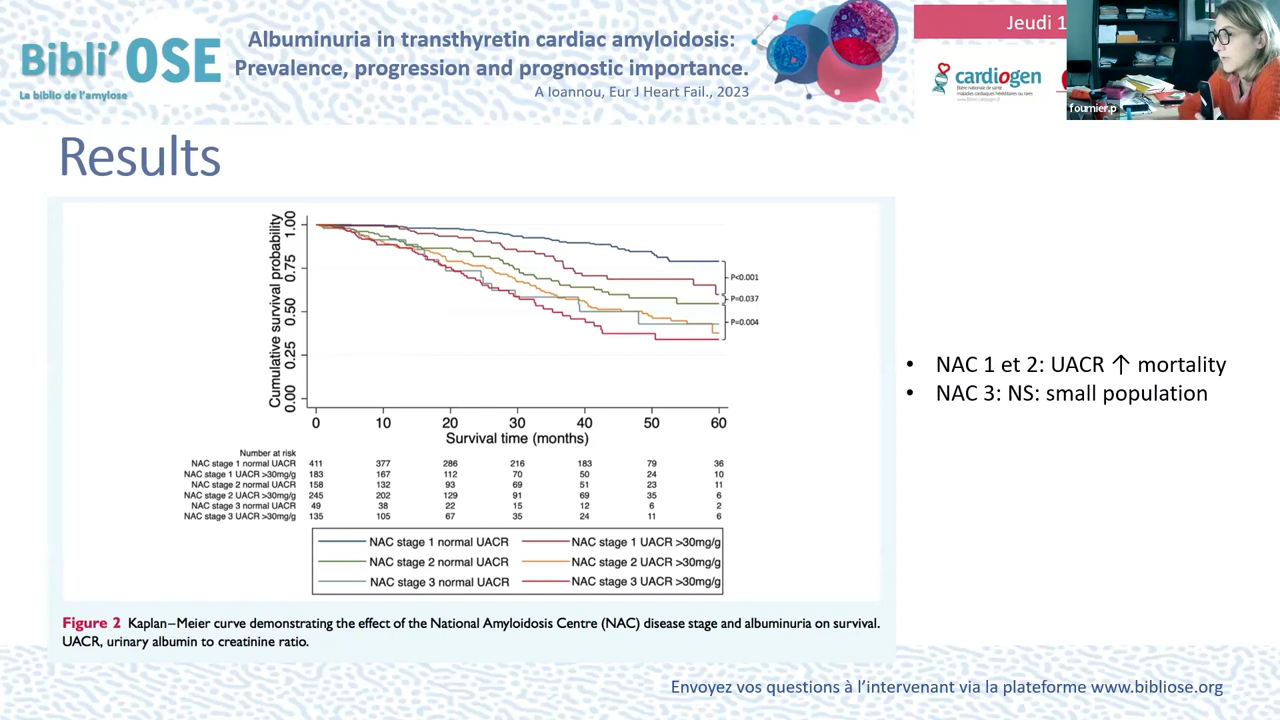 Bibli'OSE
La biblio de l'amylose
Albuminuria in transthyretin cardiac amyloidosis:
Prevalence, progression and prognostic importance.
A Ioannou, Eur J Heart Fail., 2023
Jeudi 1
cardiogen
fournier.p
Results
Cumulative survival probability
1.00
0.75
0.50
0.25
0.00
P<0.001
P=0.037
P=0.004
0 10 20 30 40 50 60
Survival time (months)
Number at risk
NAC stage 1 normal UACR 411 377 286 216 183 79 36
NAC stage 1 UACR >30mg/g 183 167 112 70 50 24 10
NAC stage 2 normal UACR 158 132 93 69 51 23 11
NAC stage 2 UACR >30mg/g 245 202 129 91 69 35 6
NAC stage 3 normal UACR 49 38 22 15 12 6 2
NAC stage 3 UACR >30mg/g 135 105 67 35 24 11 6
NAC stage 1 normal UACR NAC stage 1 UACR >30mg/g
NAC stage 2 normal UACR NAC stage 2 UACR >30mg/g
NAC stage 3 normal UACR NAC stage 3 UACR >30mg/g
Figure 2 Kaplan–Meier curve demonstrating the effect of the National Amyloidosis Centre (NAC) disease stage and albuminuria on survival.
UACR, urinary albumin to creatinine ratio.
• NAC 1 et 2: UACR ↑ mortality
• NAC 3: NS: small population
Envoyez vos questions à l'intervenant via la plateforme www.bibliose.org